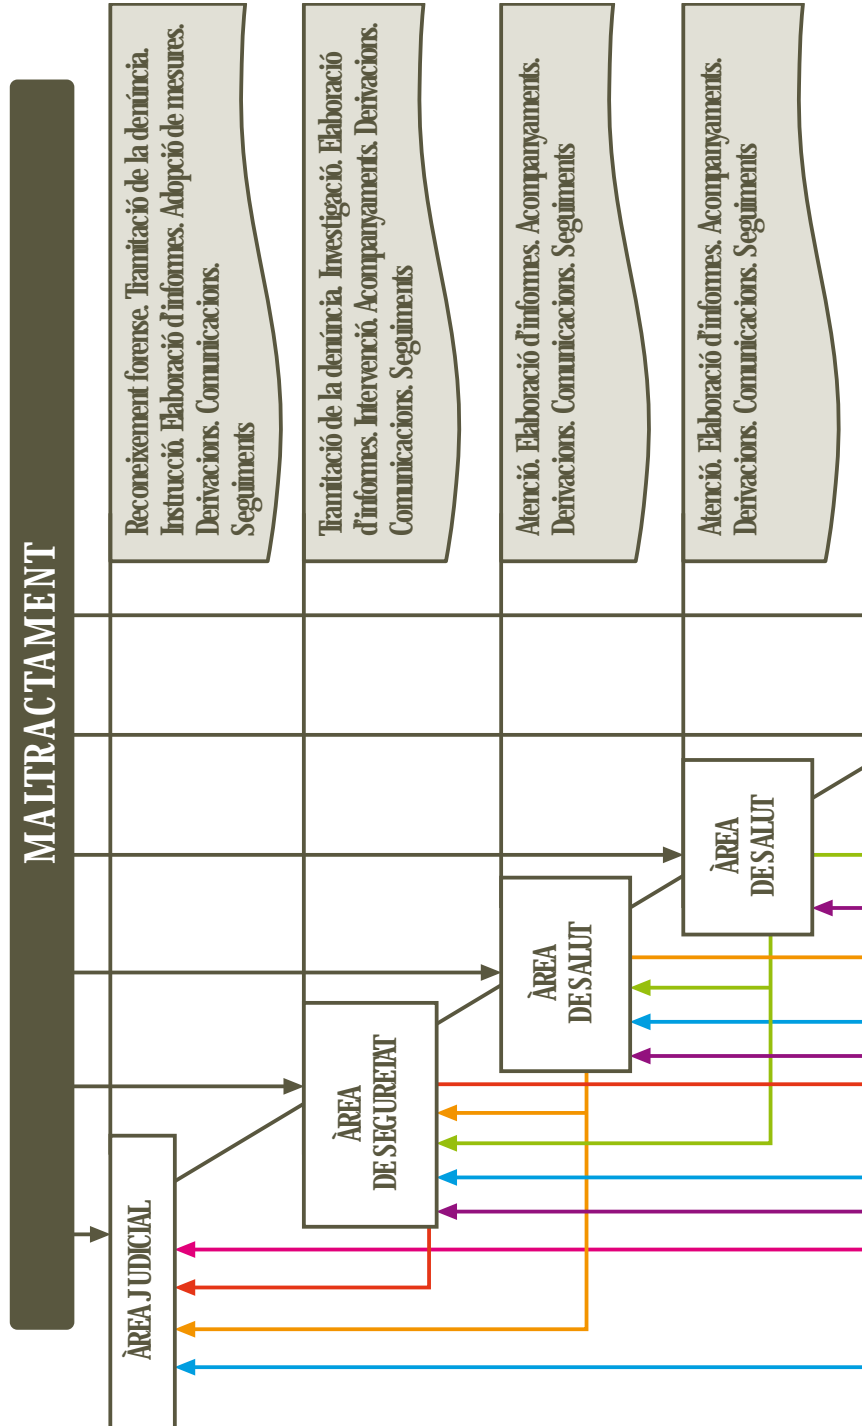 MALTRACTAMENT
Reconeixement forense. Tramitació de la denúncia.
Instrucció. Elaboració d'informes. Adopció de mesures.
Derivacions. Comunicacions.
Seguiments
ÀREA JUDICIAL
Tramitació de la denúncia. Investigació. Elaboració
d'informes. Intervenció. Acompanyaments. Derivacions.
Comunicacions. Seguiments
ÀREA
DE SEGURETAT
Atenció. Elaboració d'informes. Acompanyaments.
Derivacions. Comunicacions. Seguiments
ÀREA
DE SALUT
Atenció. Elaboració d'informes. Acompanyaments.
Derivacions. Comunicacions. Seguiments
ÀREA
DE SALUT